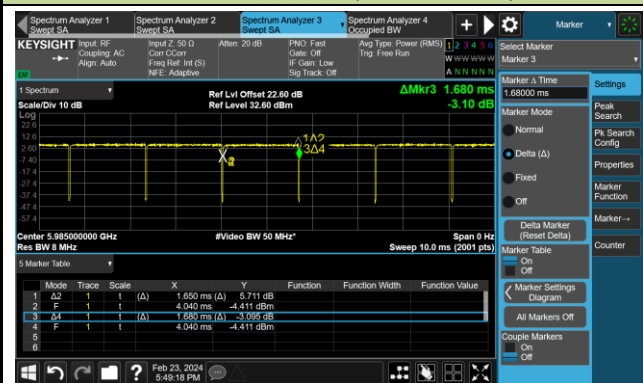 Spectrum Analyzer 1
Swept SA
Spectrum Analyzer 2
Swept SA
Spectrum Analyzer 3
Swept SA
Spectrum Analyzer 4
Occupied BW
Marker
KEYSIGHT
Input: RF
Coupling: AC
Align: Auto
Input Z: 50 Ω
Corr CCorr
Freq Ref: Int (S)
NFE: Adaptive
Atten: 20 dB
PNO: Fast
Gate: Off
IF Gain: Low
Sig Track: Off
Avg Type: Power (RMS)
Trig: Free Run
1 2 3 4 5 6
W W W W W W
A N N N N N
Select Marker
Marker 3
1 Spectrum
Scale/Div 10 dB
Log
Ref Lvl Offset 22.60 dB
Ref Level 32.60 dBm
ΔMkr3 1.680 ms
-3.10 dB
22.6
12.6
2.60
-7.40
-17.4
-27.4
-37.4
-47.4
-57.4
1Δ2
3Δ4
Center 5.985000000 GHz
Res BW 8 MHz
#Video BW 50 MHz*
Span 0 Hz
Sweep 10.0 ms (2001 pts)
5 Marker Table
Mode Trace Scale X Y Function Function Width Function Value
1 Δ2 1 t (Δ) 1.650 ms (Δ) 5.711 dB
2 F 1 t 4.040 ms -4.411 dBm
3 Δ4 1 t (Δ) 1.680 ms (Δ) -3.095 dB
4 F 1 t 4.040 ms -4.411 dBm
5
6
Marker Δ Time
1.68000 ms
Marker Mode
Normal
Delta (Δ)
Fixed
Off
Delta Marker
(Reset Delta)
Marker Table
On
Off
Marker Settings
Diagram
All Markers Off
Couple Markers
On
Off
Settings
Peak
Search
Pk Search
Config
Properties
Marker
Function
Marker→
Counter
Feb 23, 2024
5:49:18 PM